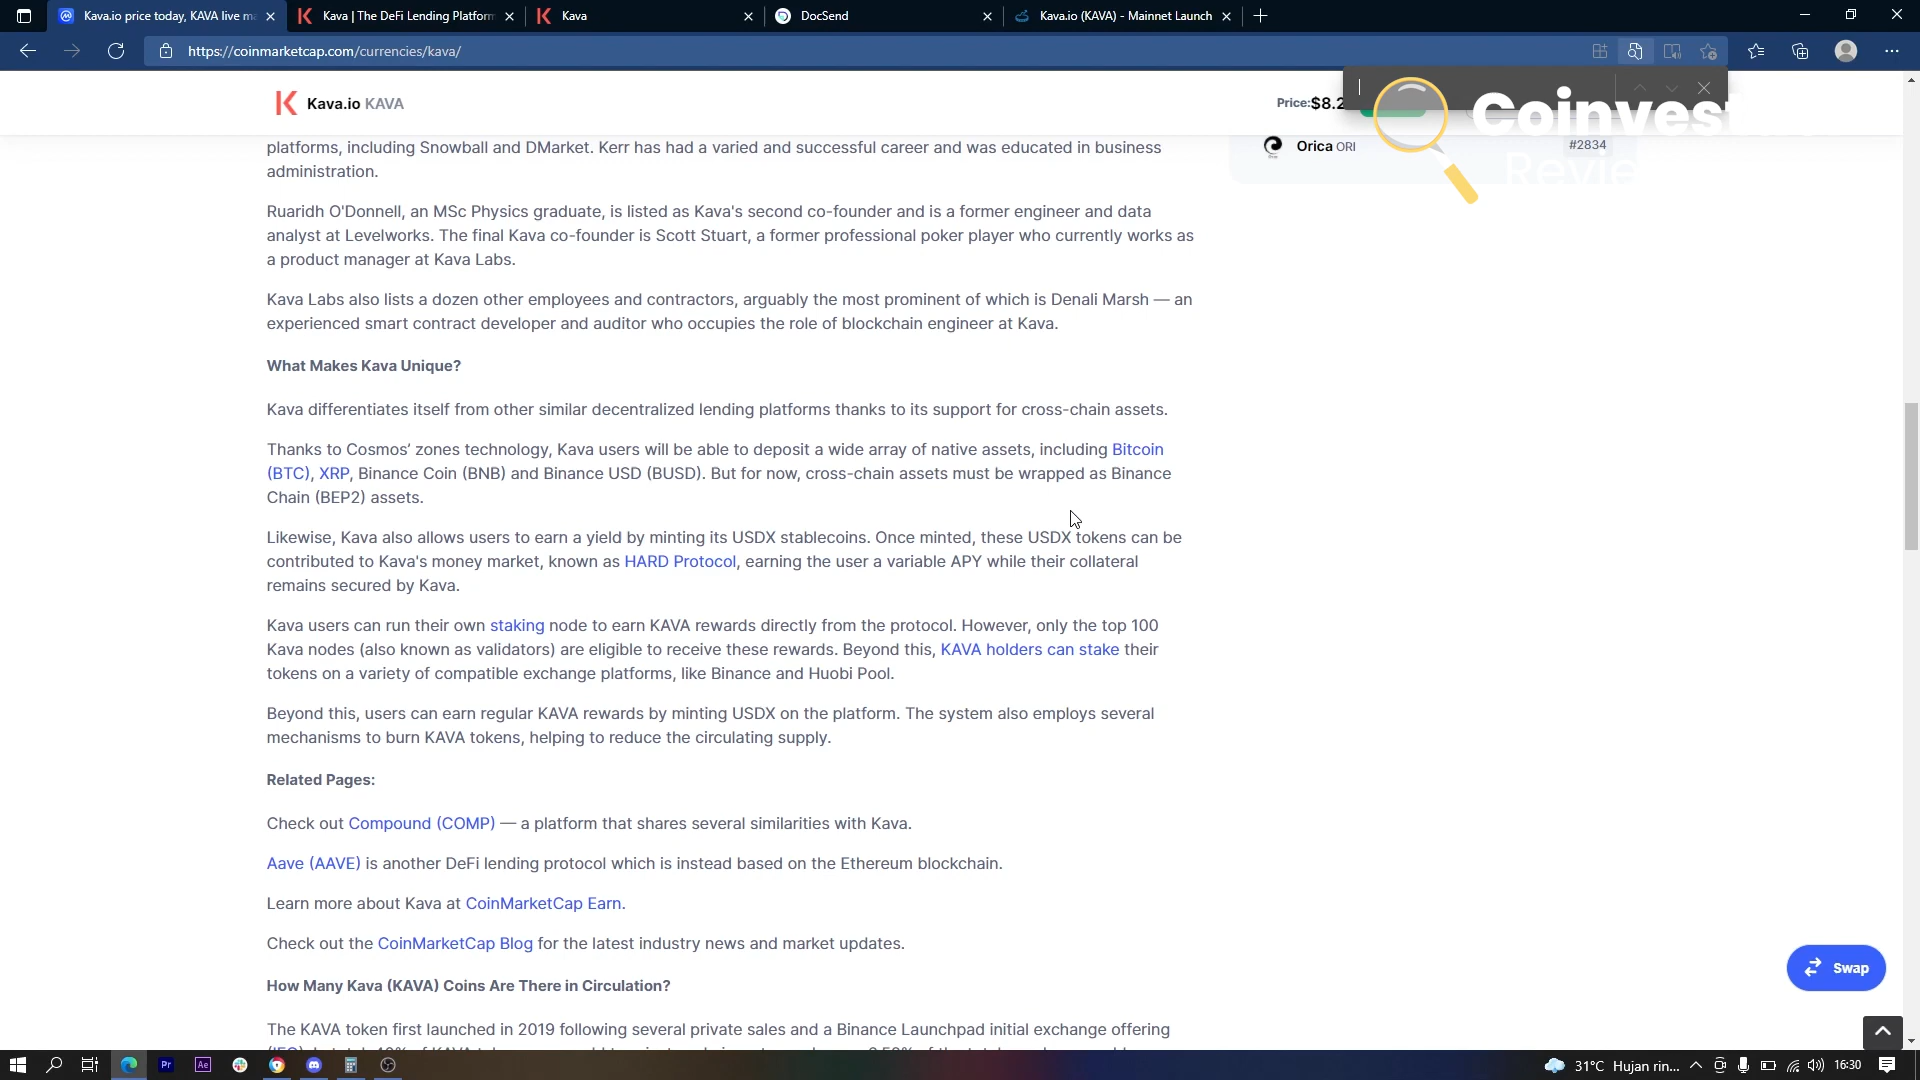 Kava.io price today, KAVA live ma
Kava | The DeFi Lending Platform
Kava
DocSend
Kava.io (KAVA) - Mainnet Launch
https://coinmarketcap.com/currencies/kava/
Kava.io KAVA
Price:$8.2
Coinvest
Revie
Orica ORI
#2834
platforms, including Snowball and DMarket. Kerr has had a varied and successful career and was educated in business
administration.
Ruaridh O'Donnell, an MSc Physics graduate, is listed as Kava's second co-founder and is a former engineer and data
analyst at Levelworks. The final Kava co-founder is Scott Stuart, a former professional poker player who currently works as
a product manager at Kava Labs.
Kava Labs also lists a dozen other employees and contractors, arguably the most prominent of which is Denali Marsh — an
experienced smart contract developer and auditor who occupies the role of blockchain engineer at Kava.
What Makes Kava Unique?
Kava differentiates itself from other similar decentralized lending platforms thanks to its support for cross-chain assets.
Thanks to Cosmos’ zones technology, Kava users will be able to deposit a wide array of native assets, including Bitcoin
(BTC), XRP, Binance Coin (BNB) and Binance USD (BUSD). But for now, cross-chain assets must be wrapped as Binance
Chain (BEP2) assets.
Likewise, Kava also allows users to earn a yield by minting its USDX stablecoins. Once minted, these USDX tokens can be
contributed to Kava's money market, known as HARD Protocol, earning the user a variable APY while their collateral
remains secured by Kava.
Kava users can run their own staking node to earn KAVA rewards directly from the protocol. However, only the top 100
Kava nodes (also known as validators) are eligible to receive these rewards. Beyond this, KAVA holders can stake their
tokens on a variety of compatible exchange platforms, like Binance and Huobi Pool.
Beyond this, users can earn regular KAVA rewards by minting USDX on the platform. The system also employs several
mechanisms to burn KAVA tokens, helping to reduce the circulating supply.
Related Pages:
Check out Compound (COMP) — a platform that shares several similarities with Kava.
Aave (AAVE) is another DeFi lending protocol which is instead based on the Ethereum blockchain.
Learn more about Kava at CoinMarketCap Earn.
Check out the CoinMarketCap Blog for the latest industry news and market updates.
Swap
How Many Kava (KAVA) Coins Are There in Circulation?
The KAVA token first launched in 2019 following several private sales and a Binance Launchpad initial exchange offering
Pr
Ae
31°C Hujan rin...
16:30